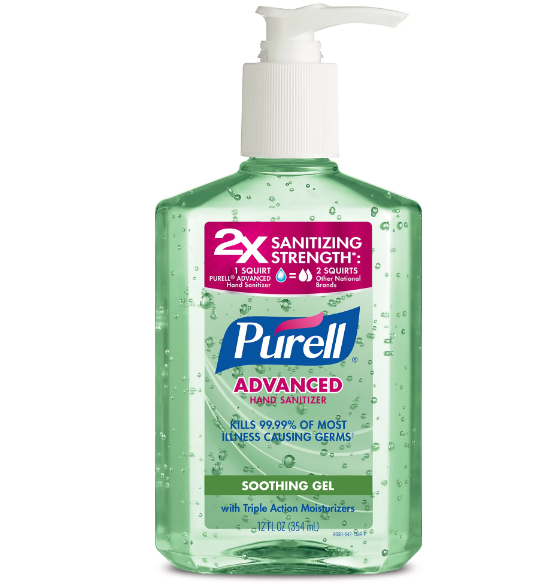 2X SANITIZING
STRENGTH*:
1 SQUIRT
PURELL® ADVANCED
Hand Sanitizer
=
2 SQUIRTS
Other National
Brands
Purell®
ADVANCED
HAND SANITIZER
KILLS 99.99% OF MOST
ILLNESS CAUSING GERMS†
SOOTHING GEL
with Triple Action Moisturizers
12 FL OZ (354 mL)